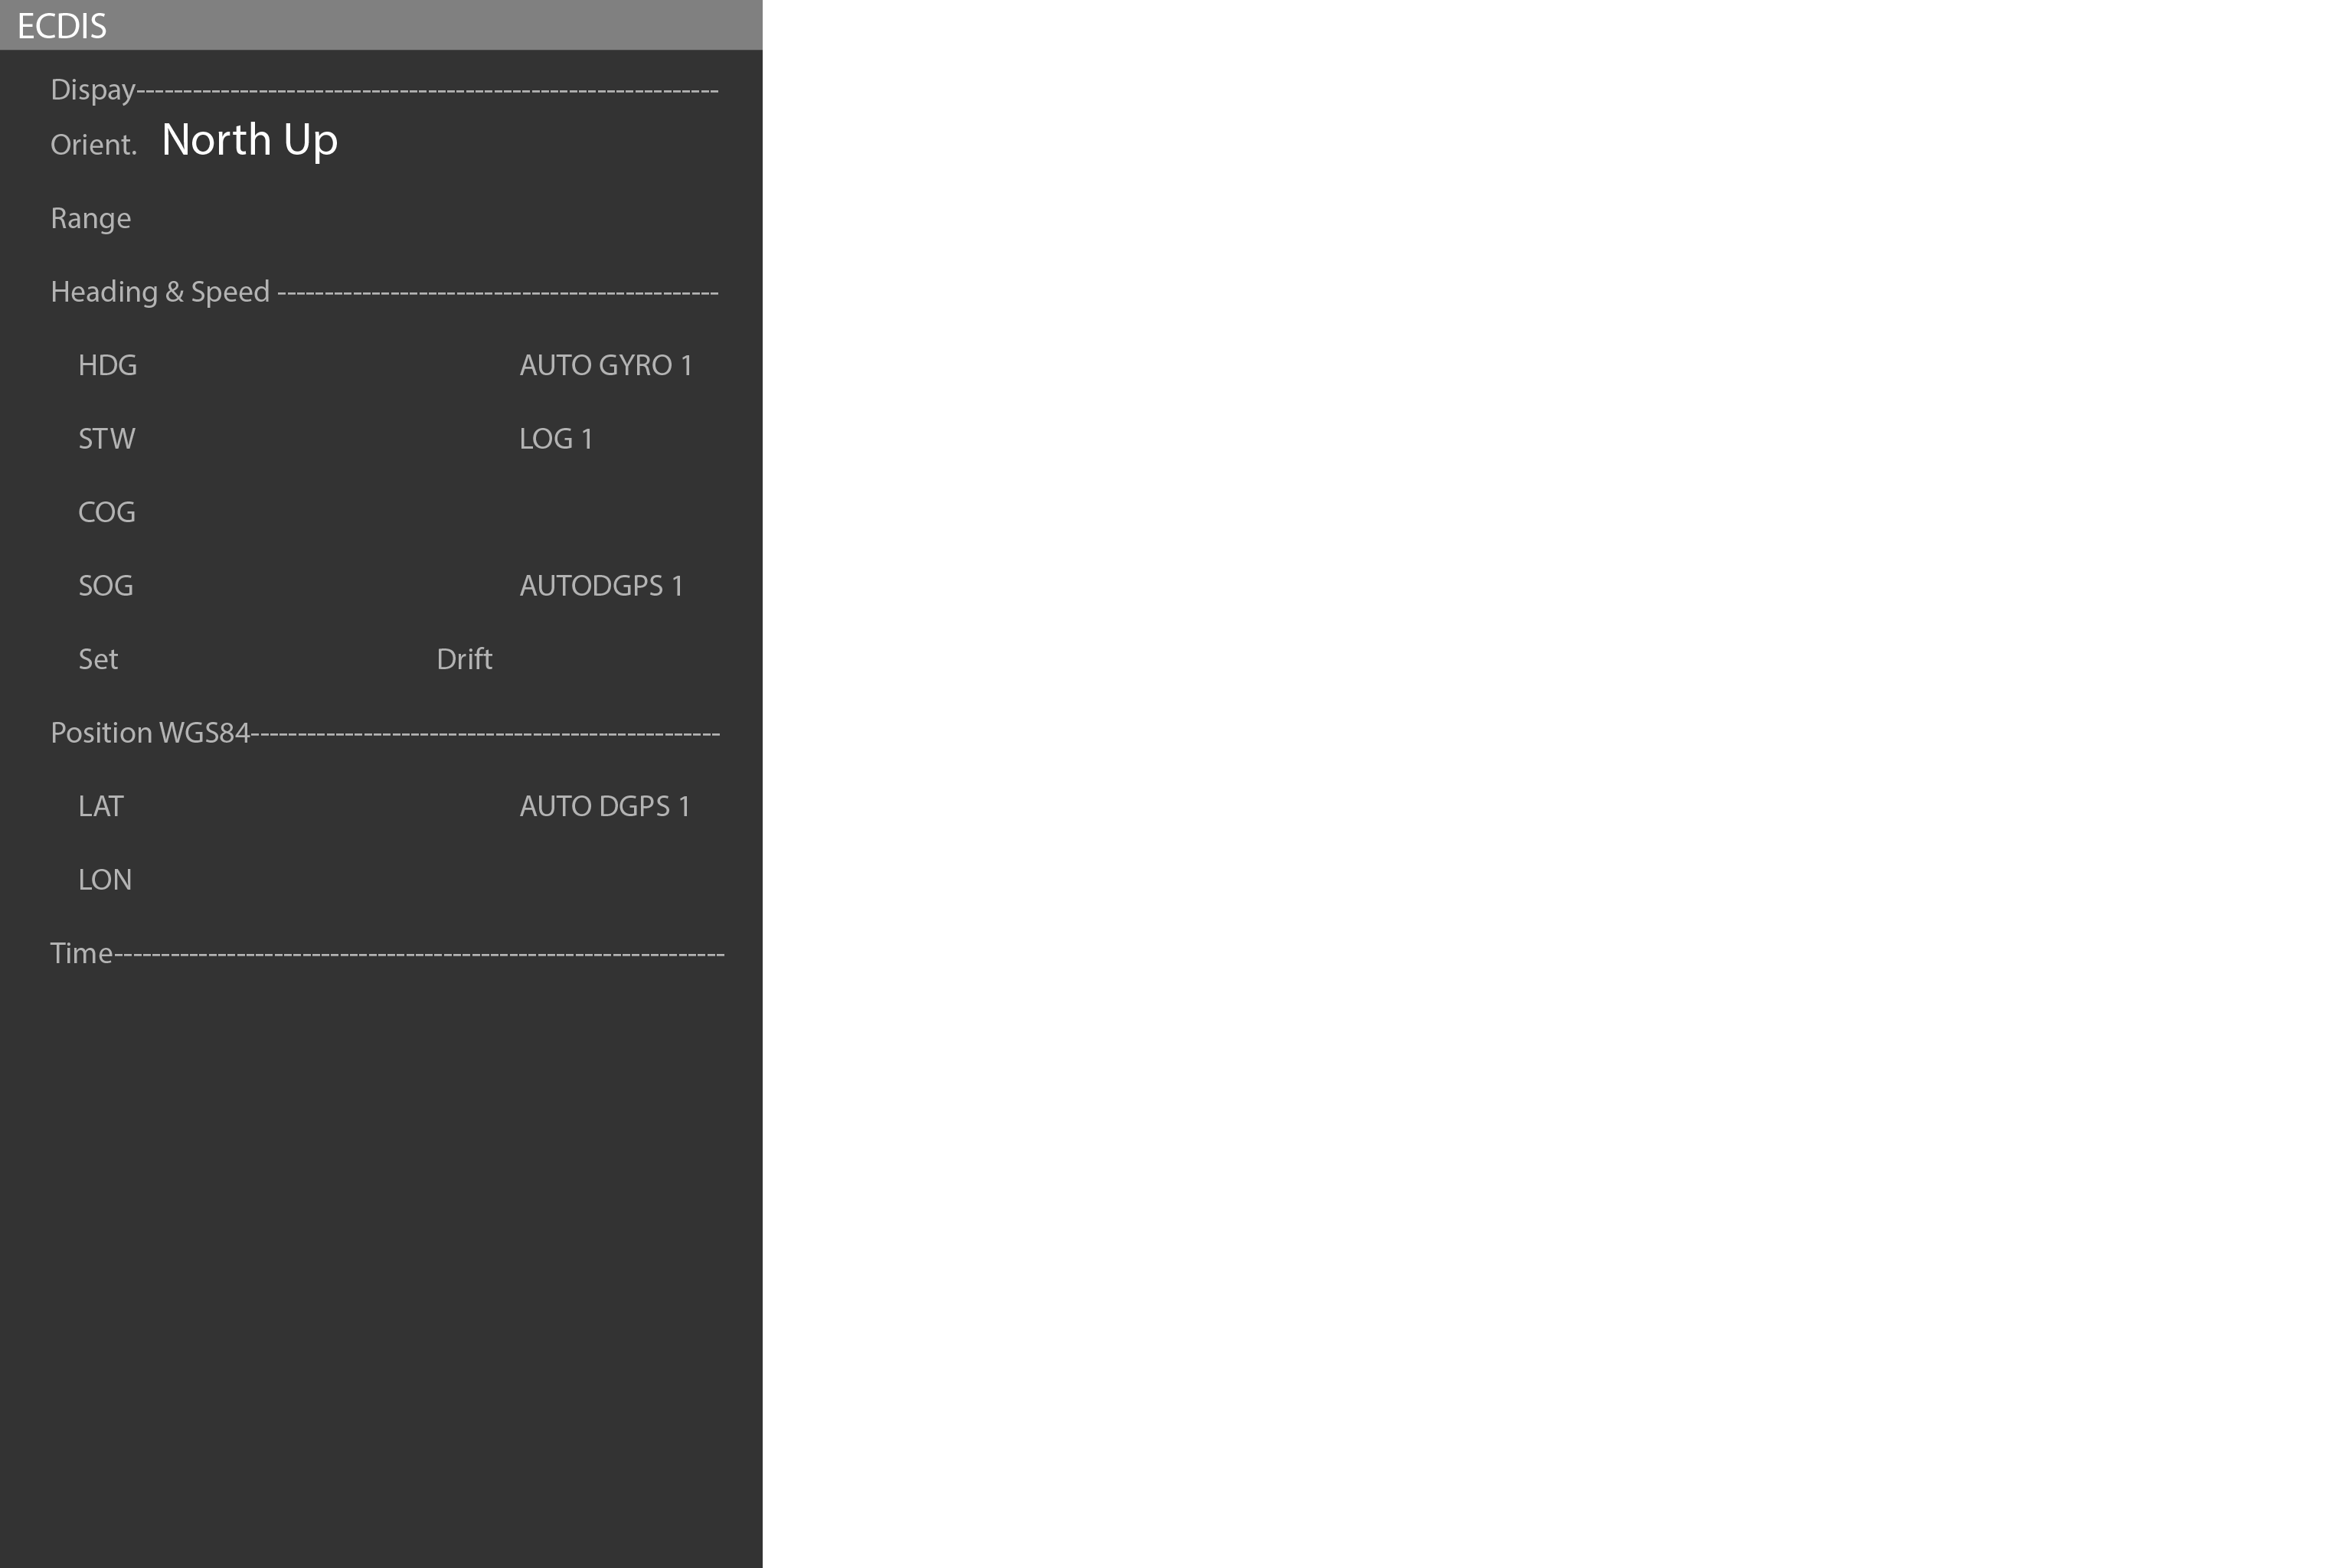 ECDIS
Dispay--------------------------------------------------------------
Orient. North Up
Range
Heading & Speed -----------------------------------------------
HDG AUTO GYRO 1
STW LOG 1
COG
SOG AUTODGPS 1
Set Drift
Position WGS84--------------------------------------------------
LAT AUTO DGPS 1
LON
Time-----------------------------------------------------------------